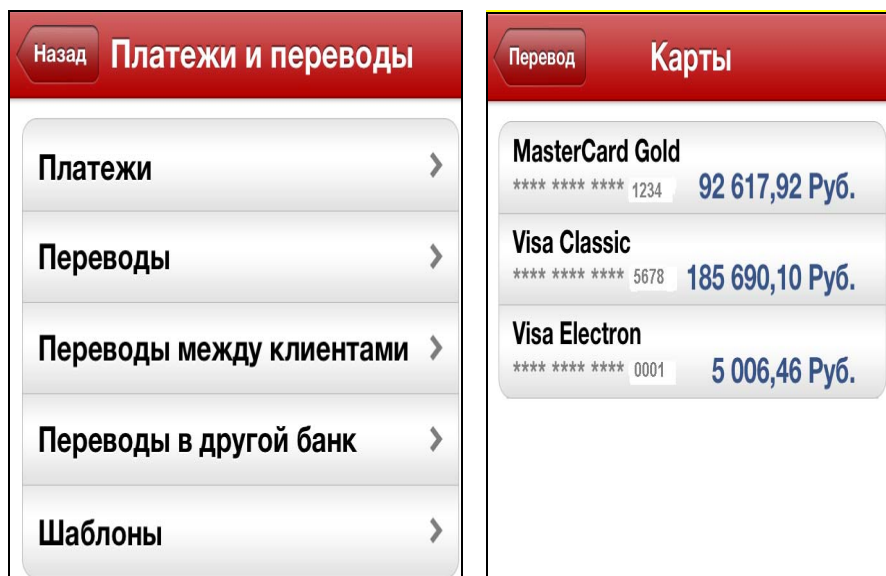 Назад Платежи и переводы
Платежи
Переводы
Переводы между клиентами
Переводы в другой банк
Шаблоны
Перевод Карты
MasterCard Gold
**** **** **** 1234 92 617,92 Руб.
Visa Classic
**** **** **** 5678 185 690,10 Руб.
Visa Electron
**** **** **** 0001 5 006,46 Руб.